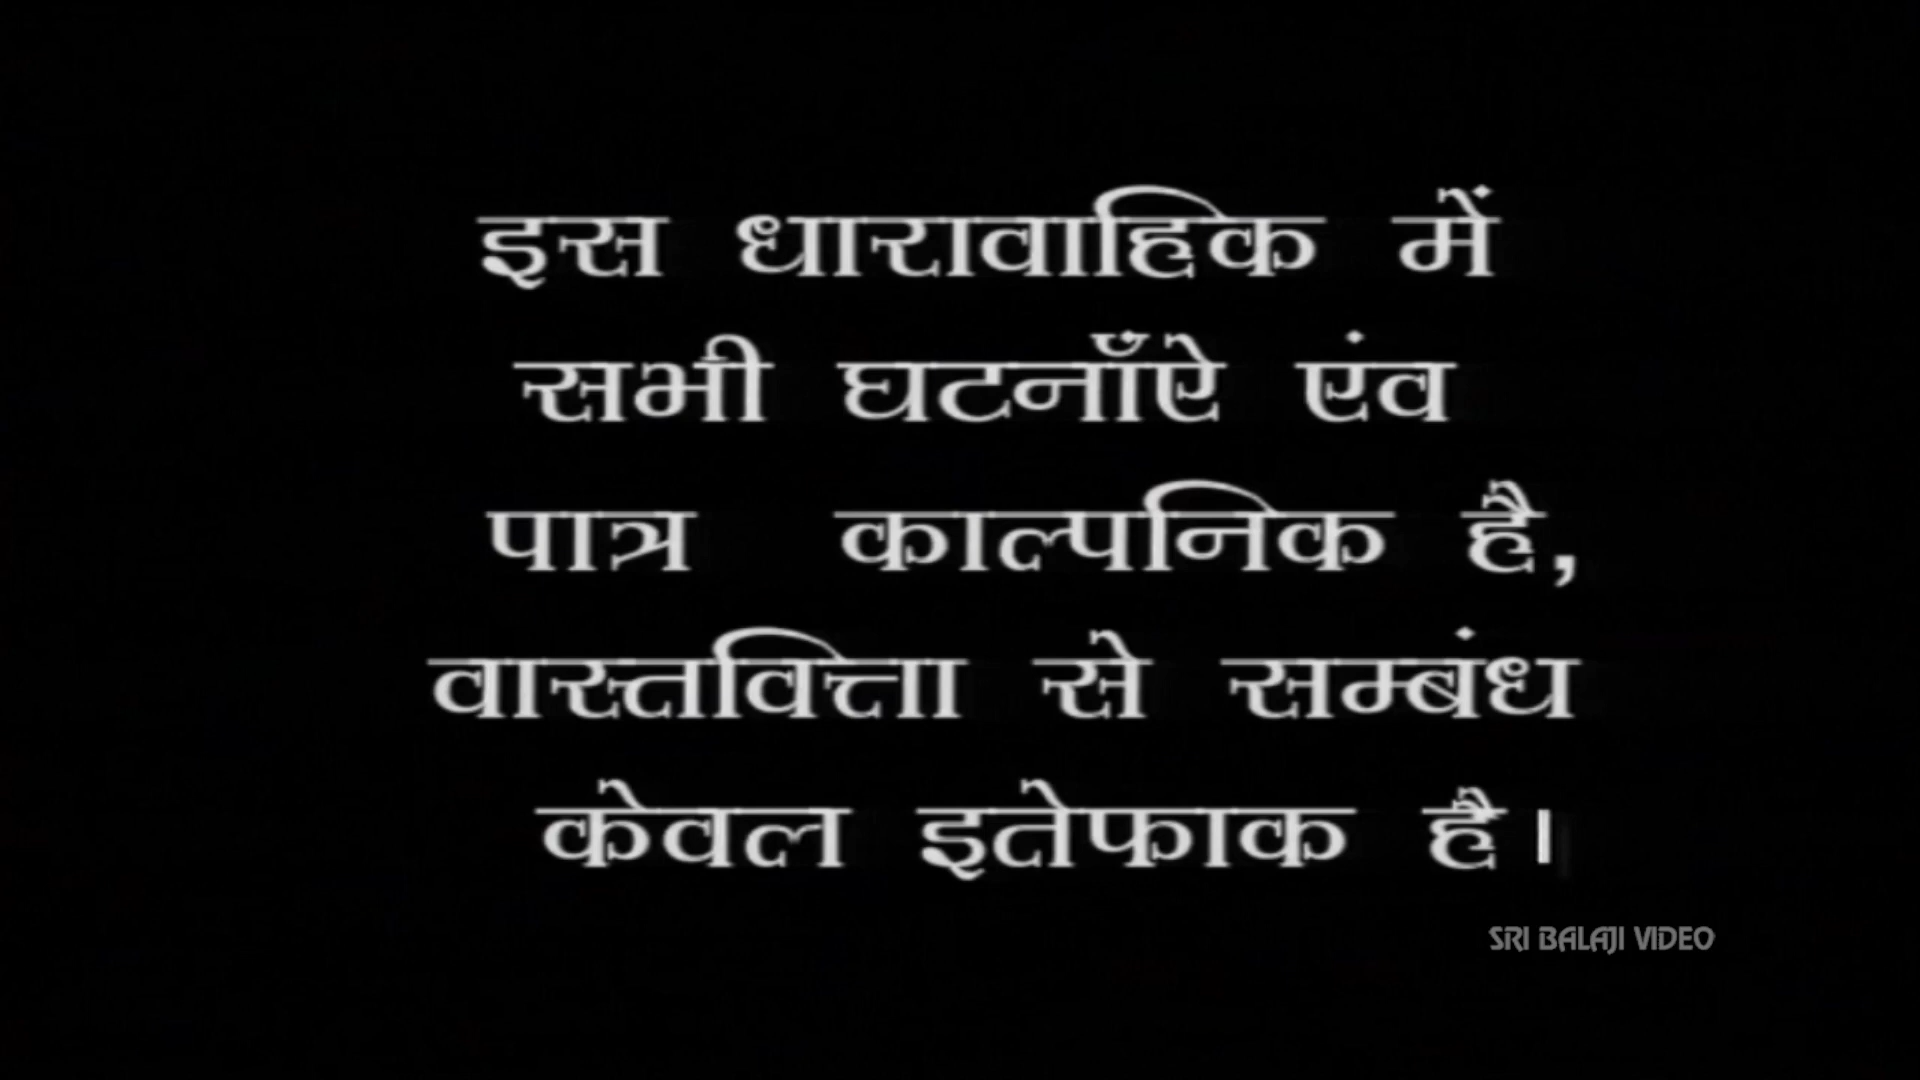 इस धारावाहिक में
सभी घटनाँऐ एंव
पात्र काल्पनिक है,
वास्तवित्ता से सम्बंध
केवल इतेफाक है।
SRI BALAJI VIDEO